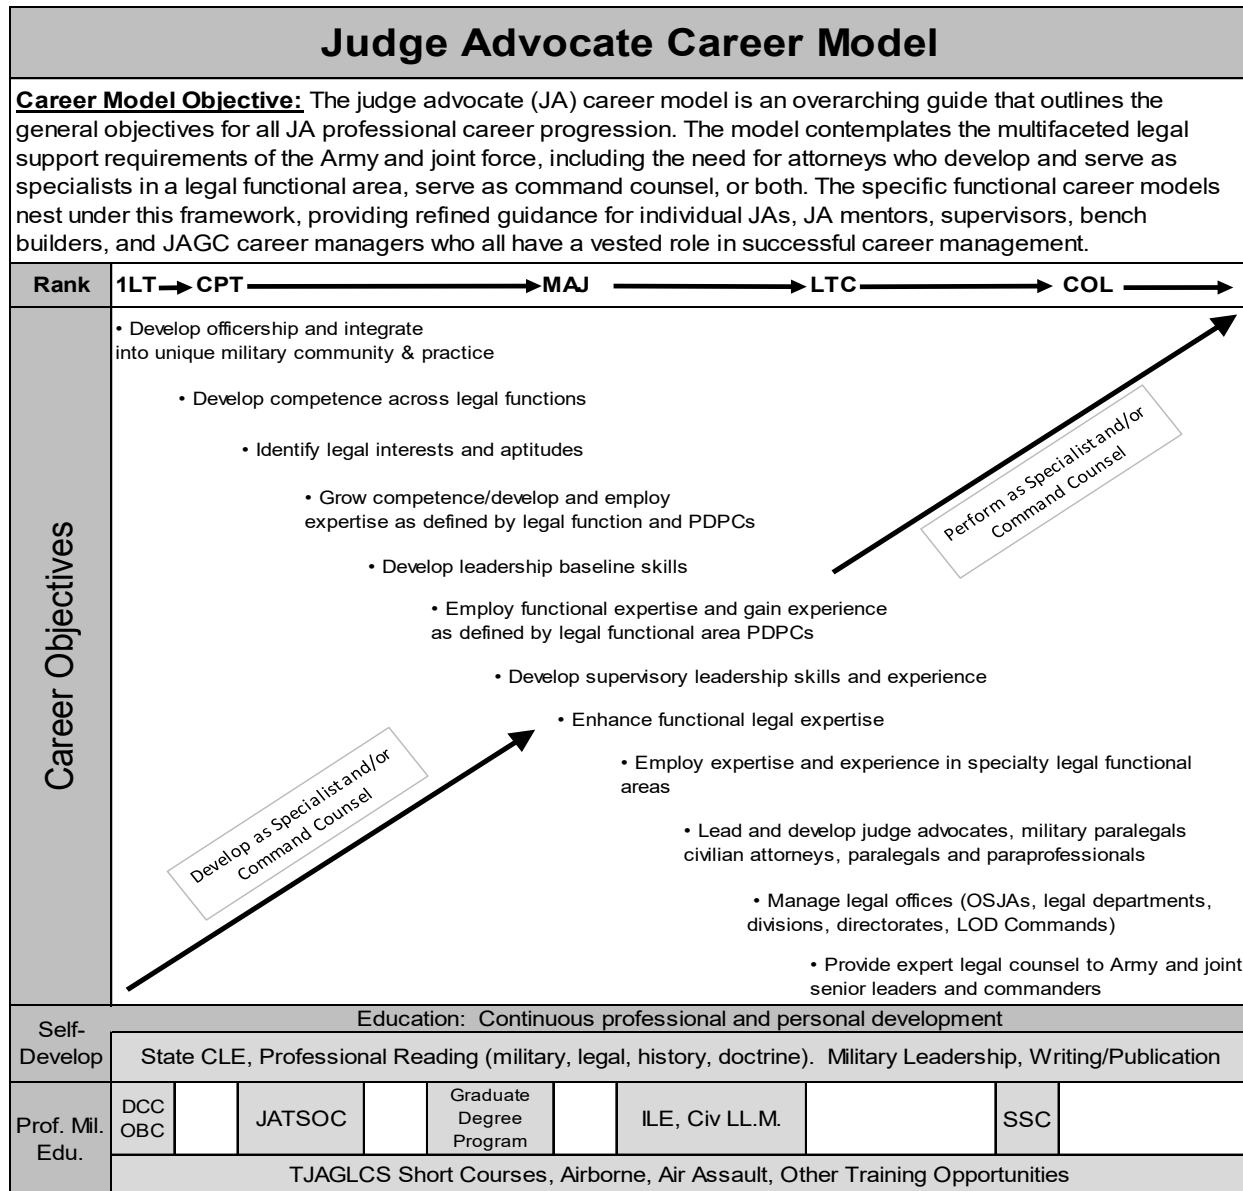 Judge Advocate Career Model
Career Model Objective: The judge advocate (JA) career model is an overarching guide that outlines the
general objectives for all JA professional career progression. The model contemplates the multifaceted legal
support requirements of the Army and joint force, including the need for attorneys who develop and serve as
specialists in a legal functional area, serve as command counsel, or both. The specific functional career models
nest under this framework, providing refined guidance for individual JAs, JA mentors, supervisors, bench
builders, and JAGC career managers who all have a vested role in successful career management.
Rank 1LT CPT MAJ LTC COL
Career Objectives
• Develop officership and integrate
into unique military community & practice
• Develop competence across legal functions
• Identify legal interests and aptitudes
• Grow competence/develop and employ
expertise as defined by legal function and PDPCs
• Develop leadership baseline skills
• Employ functional expertise and gain experience
as defined by legal functional area PDPCs
• Develop supervisory leadership skills and experience
• Enhance functional legal expertise
• Employ expertise and experience in specialty legal functional
areas
• Lead and develop judge advocates, military paralegals
civilian attorneys, paralegals and paraprofessionals
• Manage legal offices (OSJAs, legal departments,
divisions, directorates, LOD Commands)
• Provide expert legal counsel to Army and joint
senior leaders and commanders
Perform as Specialist and/or
Command Counsel
Develop as Specialist and/or
Command Counsel
Self-
Develop
Education: Continuous professional and personal development
State CLE, Professional Reading (military, legal, history, doctrine). Military Leadership, Writing/Publication
Prof. Mil.
Edu.
DCC
OBC
JATSOC
Graduate
Degree
Program
ILE, Civ LL.M.
SSC
TJAGLCS Short Courses, Airborne, Air Assault, Other Training Opportunities